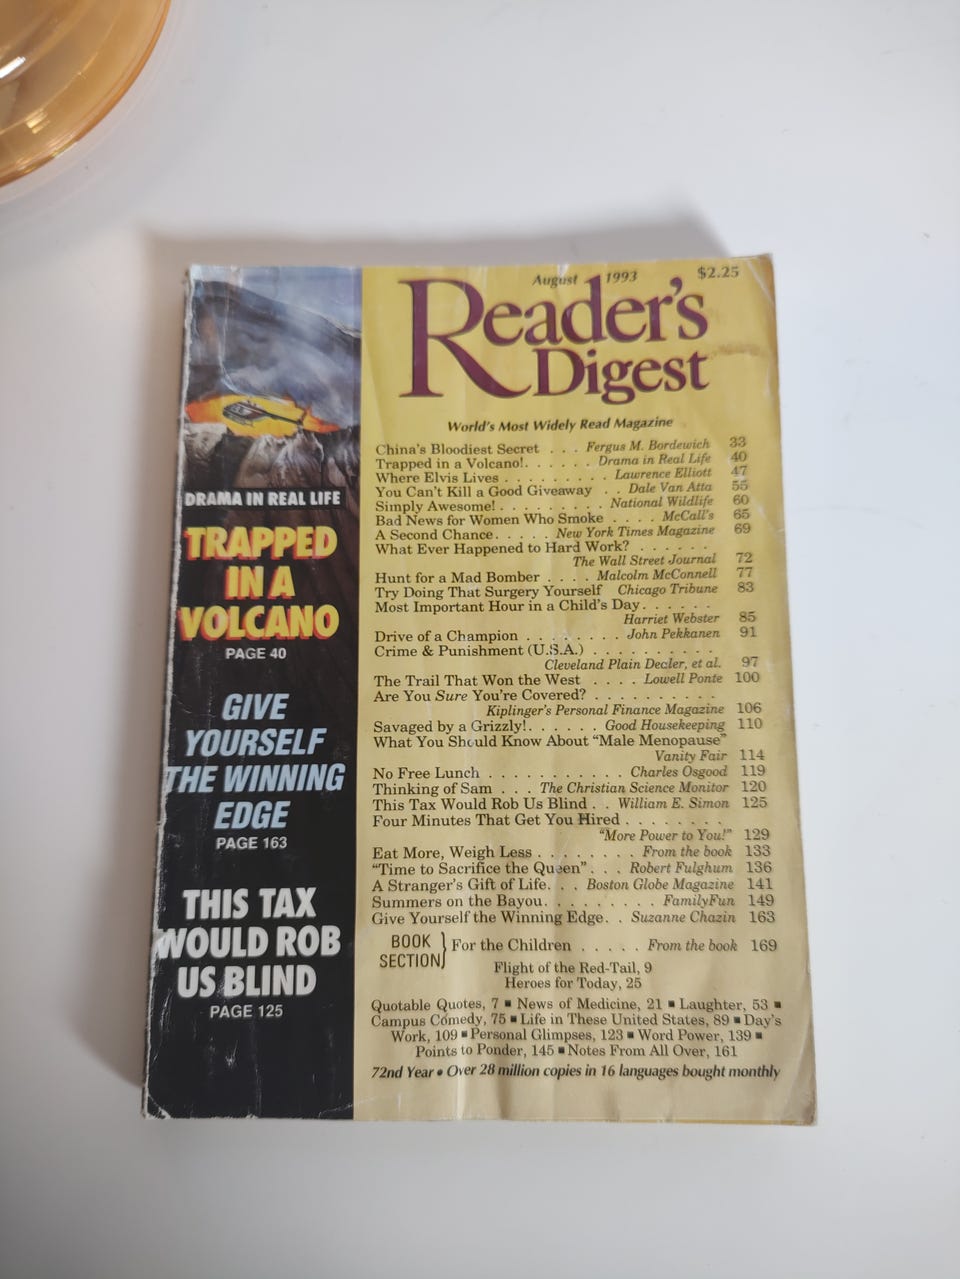 August 1993 $2.25
Reader's
Digest
World's Most Widely Read Magazine
China's Bloodiest Secret . . . Fergus M. Bordewich 33
Trapped in a Volcano!. . . . . . Drama in Real Life 40
Where Elvis Lives . . . . . . . . . Lawrence Elliott 47
You Can't Kill a Good Giveaway . . Dale Van Atta 55
Simply Awesome! . . . . . . . . . National Wildlife 60
Bad News for Women Who Smoke . . . . McCall's 65
A Second Chance. . . . . New York Times Magazine 69
What Ever Happened to Hard Work? . . . . . . .
The Wall Street Journal 72
Hunt for a Mad Bomber . . . . Malcolm McConnell 77
Try Doing That Surgery Yourself Chicago Tribune 83
Most Important Hour in a Child's Day. . . . . . .
Harriet Webster 85
Drive of a Champion . . . . . . . . John Pekkanen 91
Crime & Punishment (U.S.A.) . . . . . . . . . .
Cleveland Plain Dealer, et al. 97
The Trail That Won the West . . . . Lowell Ponte 100
Are You Sure You're Covered? . . . . . . . . . .
Kiplinger's Personal Finance Magazine 106
Savaged by a Grizzly!. . . . . . Good Housekeeping 110
What You Should Know About "Male Menopause"
Vanity Fair 114
No Free Lunch . . . . . . . . . . . Charles Osgood 119
Thinking of Sam . . . The Christian Science Monitor 120
This Tax Would Rob Us Blind . . William E. Simon 125
Four Minutes That Get You Hired . . . . . . . .
"More Power to You!" 129
Eat More, Weigh Less . . . . . . . . From the book 133
"Time to Sacrifice the Queen" . . . Robert Fulghum 136
A Stranger's Gift of Life. . . Boston Globe Magazine 141
Summers on the Bayou. . . . . . . . . FamilyFun 149
Give Yourself the Winning Edge. . Suzanne Chazin 163
BOOK
SECTION} For the Children . . . . . From the book 169
Flight of the Red-Tail, 9
Heroes for Today, 25
Quotable Quotes, 7 ■ News of Medicine, 21 ■ Laughter, 53 ■
Campus Comedy, 75 ■ Life in These United States, 89 ■ Day's
Work, 109 ■ Personal Glimpses, 123 ■ Word Power, 139 ■
Points to Ponder, 145 ■ Notes From All Over, 161
72nd Year • Over 28 million copies in 16 languages bought monthly
DRAMA IN REAL LIFE
TRAPPED
IN A
VOLCANO
PAGE 40
GIVE
YOURSELF
THE WINNING
EDGE
PAGE 163
THIS TAX
WOULD ROB
US BLIND
PAGE 125